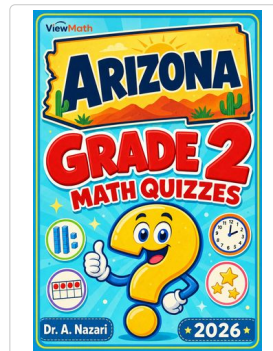 ViewMath
ARIZONA
GRADE 2
MATH QUIZZES
Dr. A. Nazari
2026